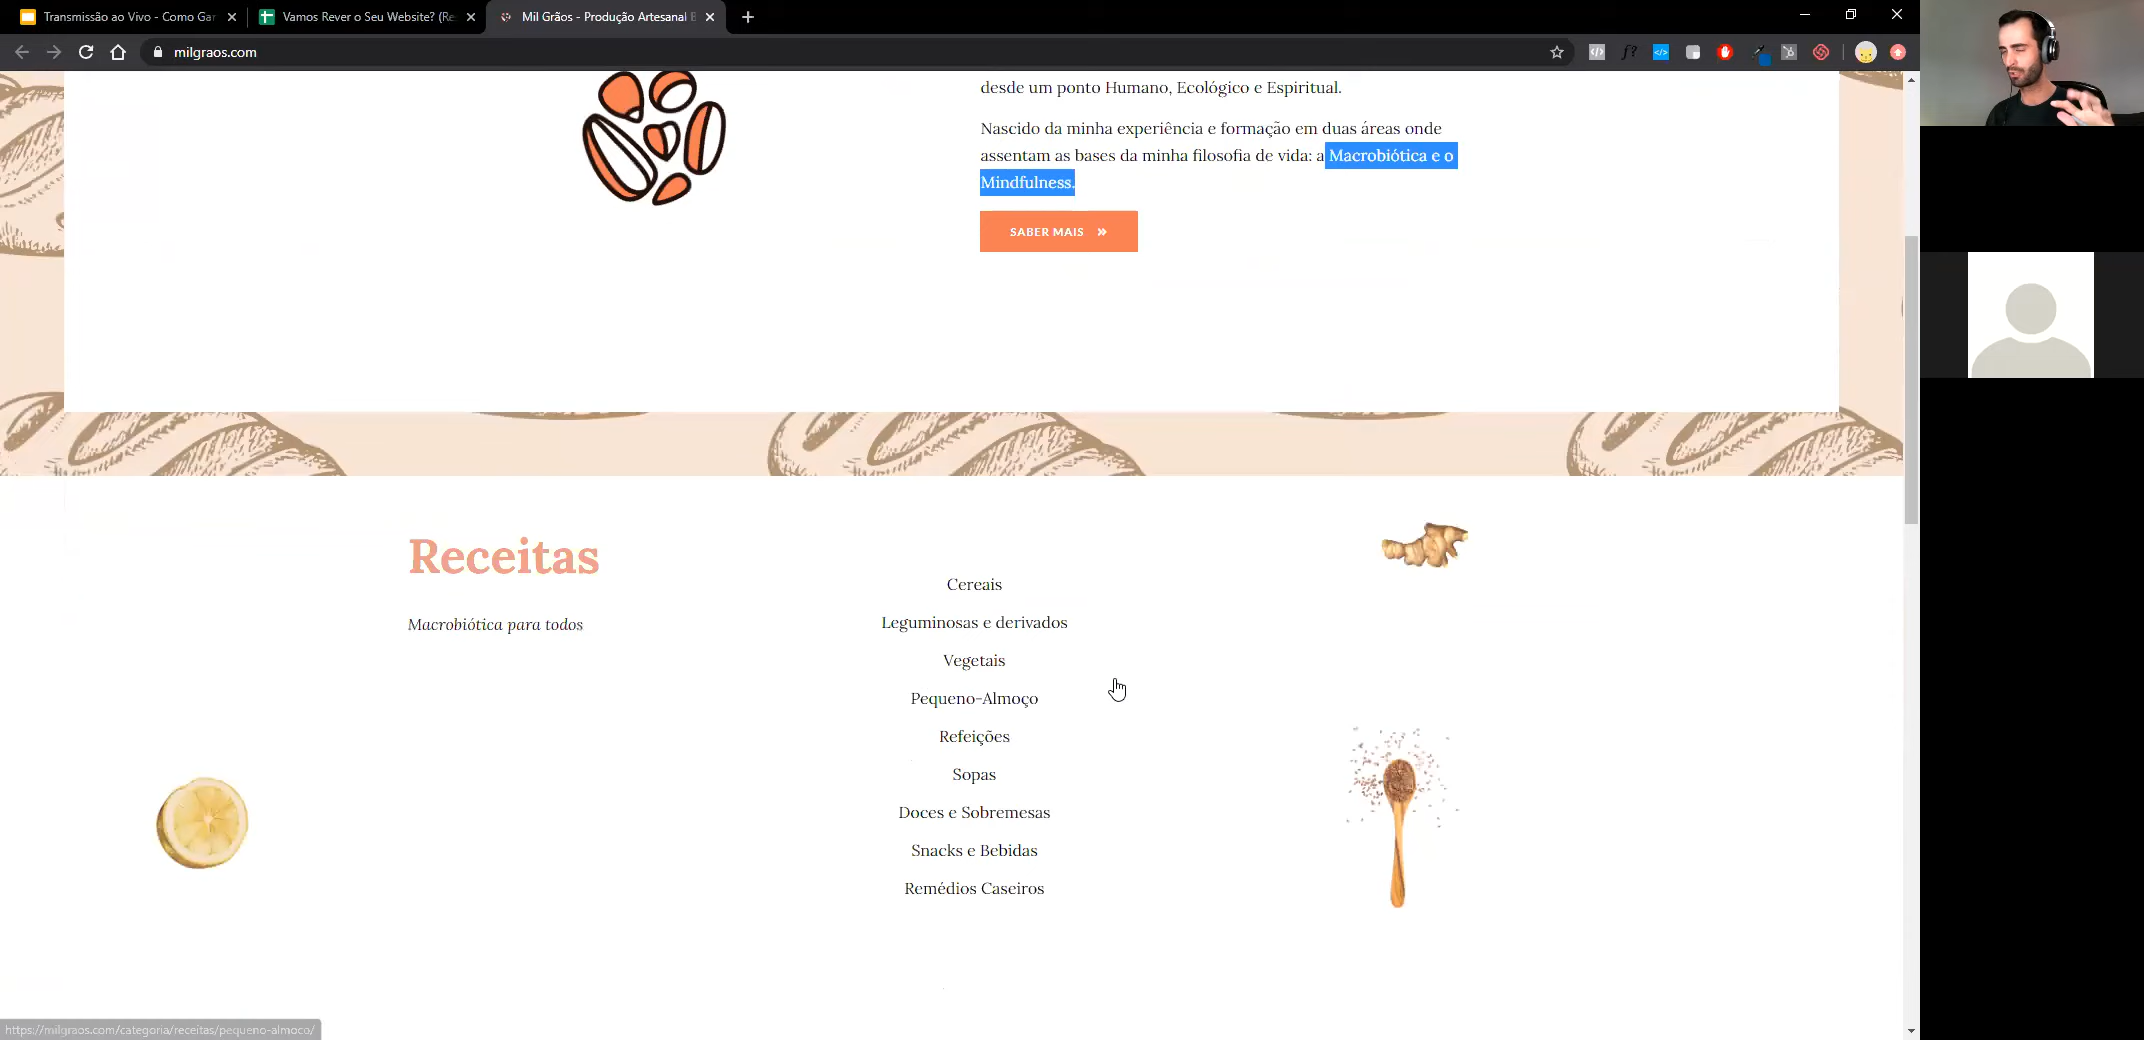 Transmissão ao Vivo - Como Gar
Vamos Rever o Seu Website? (Re
Mil Grãos - Produção Artesanal B
milgraos.com
desde um ponto Humano, Ecológico e Espiritual.
Nascido da minha experiência e formação em duas áreas onde
assentam as bases da minha filosofia de vida: a Macrobiótica e o
Mindfulness.
SABER MAIS »
Receitas
Macrobiótica para todos
Cereais
Leguminosas e derivados
Vegetais
Pequeno-Almoço
Refeições
Sopas
Doces e Sobremesas
Snacks e Bebidas
Remédios Caseiros
https://milgraos.com/categoria/receitas/pequeno-almoco/